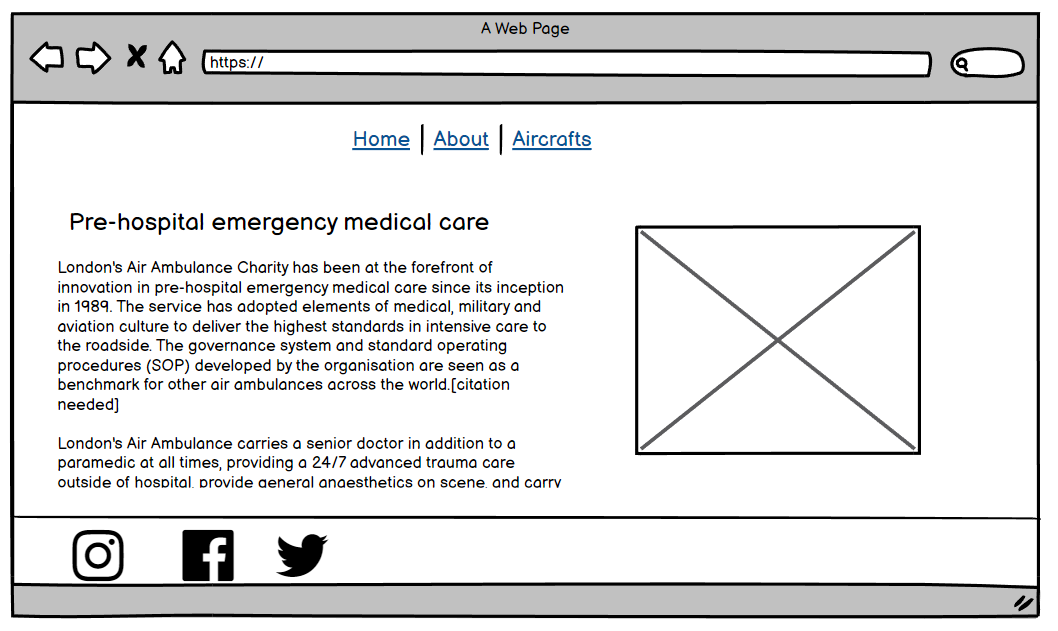 A Web Page
https://
Home | About | Aircrafts
Pre-hospital emergency medical care
London's Air Ambulance Charity has been at the forefront of
innovation in pre-hospital emergency medical care since its inception
in 1989. The service has adopted elements of medical, military and
aviation culture to deliver the highest standards in intensive care to
the roadside. The governance system and standard operating
procedures (SOP) developed by the organisation are seen as a
benchmark for other air ambulances across the world.[citation
needed]
London's Air Ambulance carries a senior doctor in addition to a
paramedic at all times, providing a 24/7 advanced trauma care
outside of hospital, provide general anaesthetics on scene, and carry